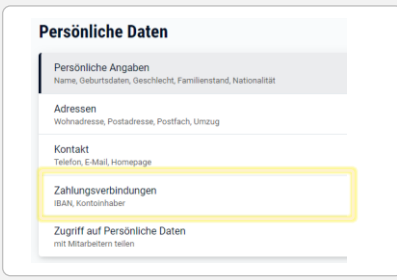 Persönliche Daten
Persönliche Angaben
Name, Geburtsdaten, Geschlecht, Familienstand, Nationalität
Adressen
Wohnadresse, Postadresse, Postfach, Umzug
Kontakt
Telefon, E-Mail, Homepage
Zahlungsverbindungen
IBAN, Kontoinhaber
Zugriff auf Persönliche Daten
mit Mitarbeitern teilen